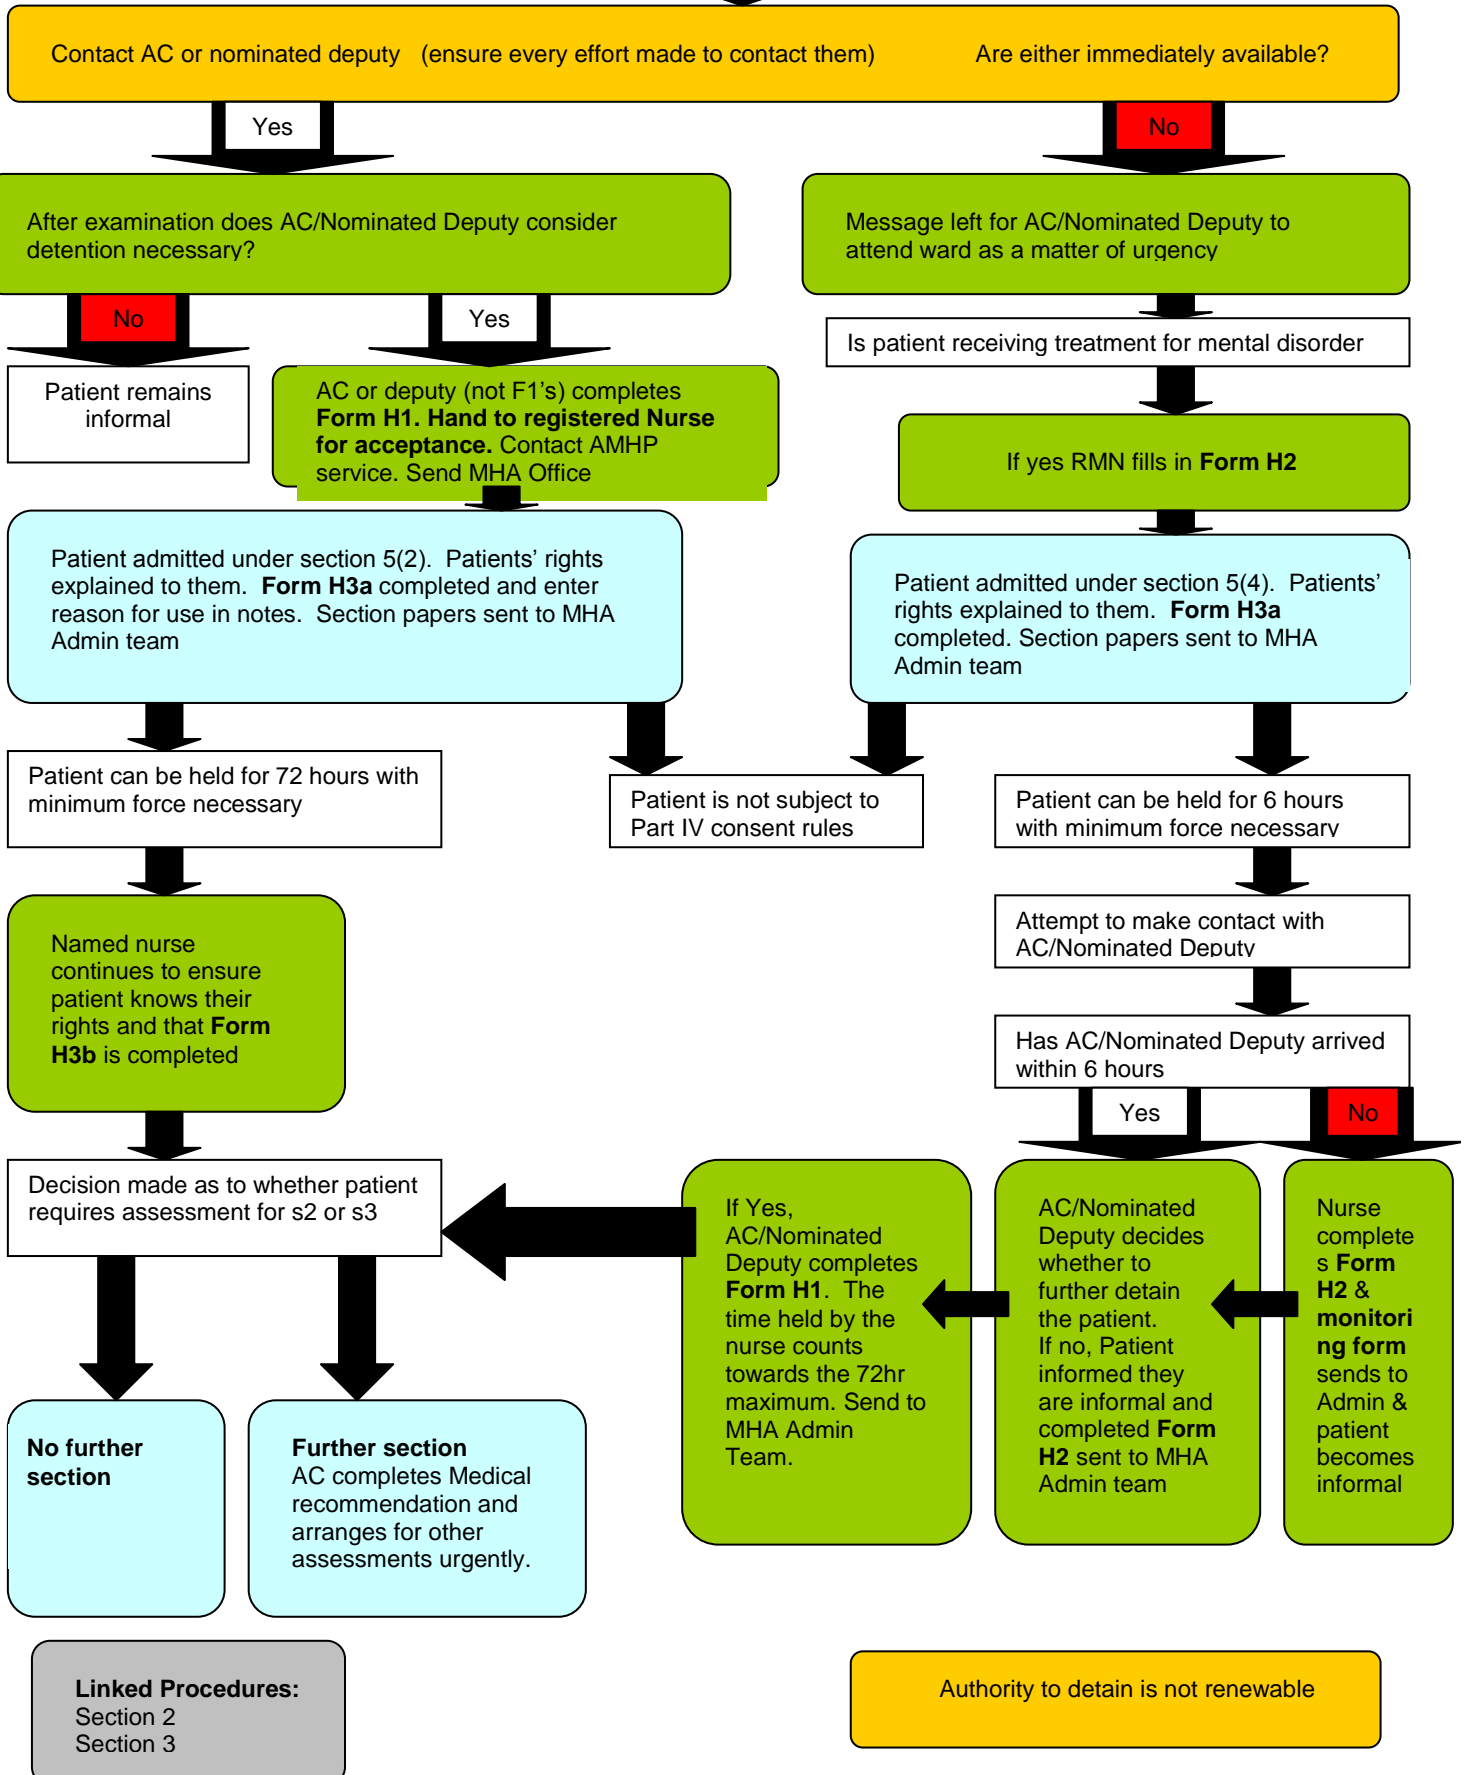 Contact AC or nominated deputy (ensure every effort made to contact them) Are either immediately available?
Yes
No
After examination does AC/Nominated Deputy consider
detention necessary?
Message left for AC/Nominated Deputy to
attend ward as a matter of urgency
No
Yes
Is patient receiving treatment for mental disorder
Patient remains
informal
AC or deputy (not F1's) completes
Form H1. Hand to registered Nurse
for acceptance. Contact AMHP
service. Send MHA Office
If yes RMN fills in Form H2
Patient admitted under section 5(2). Patients' rights
explained to them. Form H3a completed and enter
reason for use in notes. Section papers sent to MHA
Admin team
Patient admitted under section 5(4). Patients'
rights explained to them. Form H3a
completed. Section papers sent to MHA
Admin team
Patient can be held for 72 hours with
minimum force necessary
Patient is not subject to
Part IV consent rules
Patient can be held for 6 hours
with minimum force necessary
Named nurse
continues to ensure
patient knows their
rights and that Form
H3b is completed
Attempt to make contact with
AC/Nominated Deputy
Has AC/Nominated Deputy arrived
within 6 hours
Yes
No
Decision made as to whether patient
requires assessment for s2 or s3
If Yes,
AC/Nominated
Deputy completes
Form H1. The
time held by the
nurse counts
towards the 72hr
maximum. Send to
MHA Admin
Team.
AC/Nominated
Deputy decides
whether to
further detain
the patient.
If no, Patient
informed they
are informal and
completed Form
H2 sent to MHA
Admin team
Nurse
complete
s Form
H2 &
monitori
ng form
sends to
Admin &
patient
becomes
informal
No further
section
Further section
AC completes Medical
recommendation and
arranges for other
assessments urgently.
Linked Procedures:
Section 2
Section 3
Authority to detain is not renewable